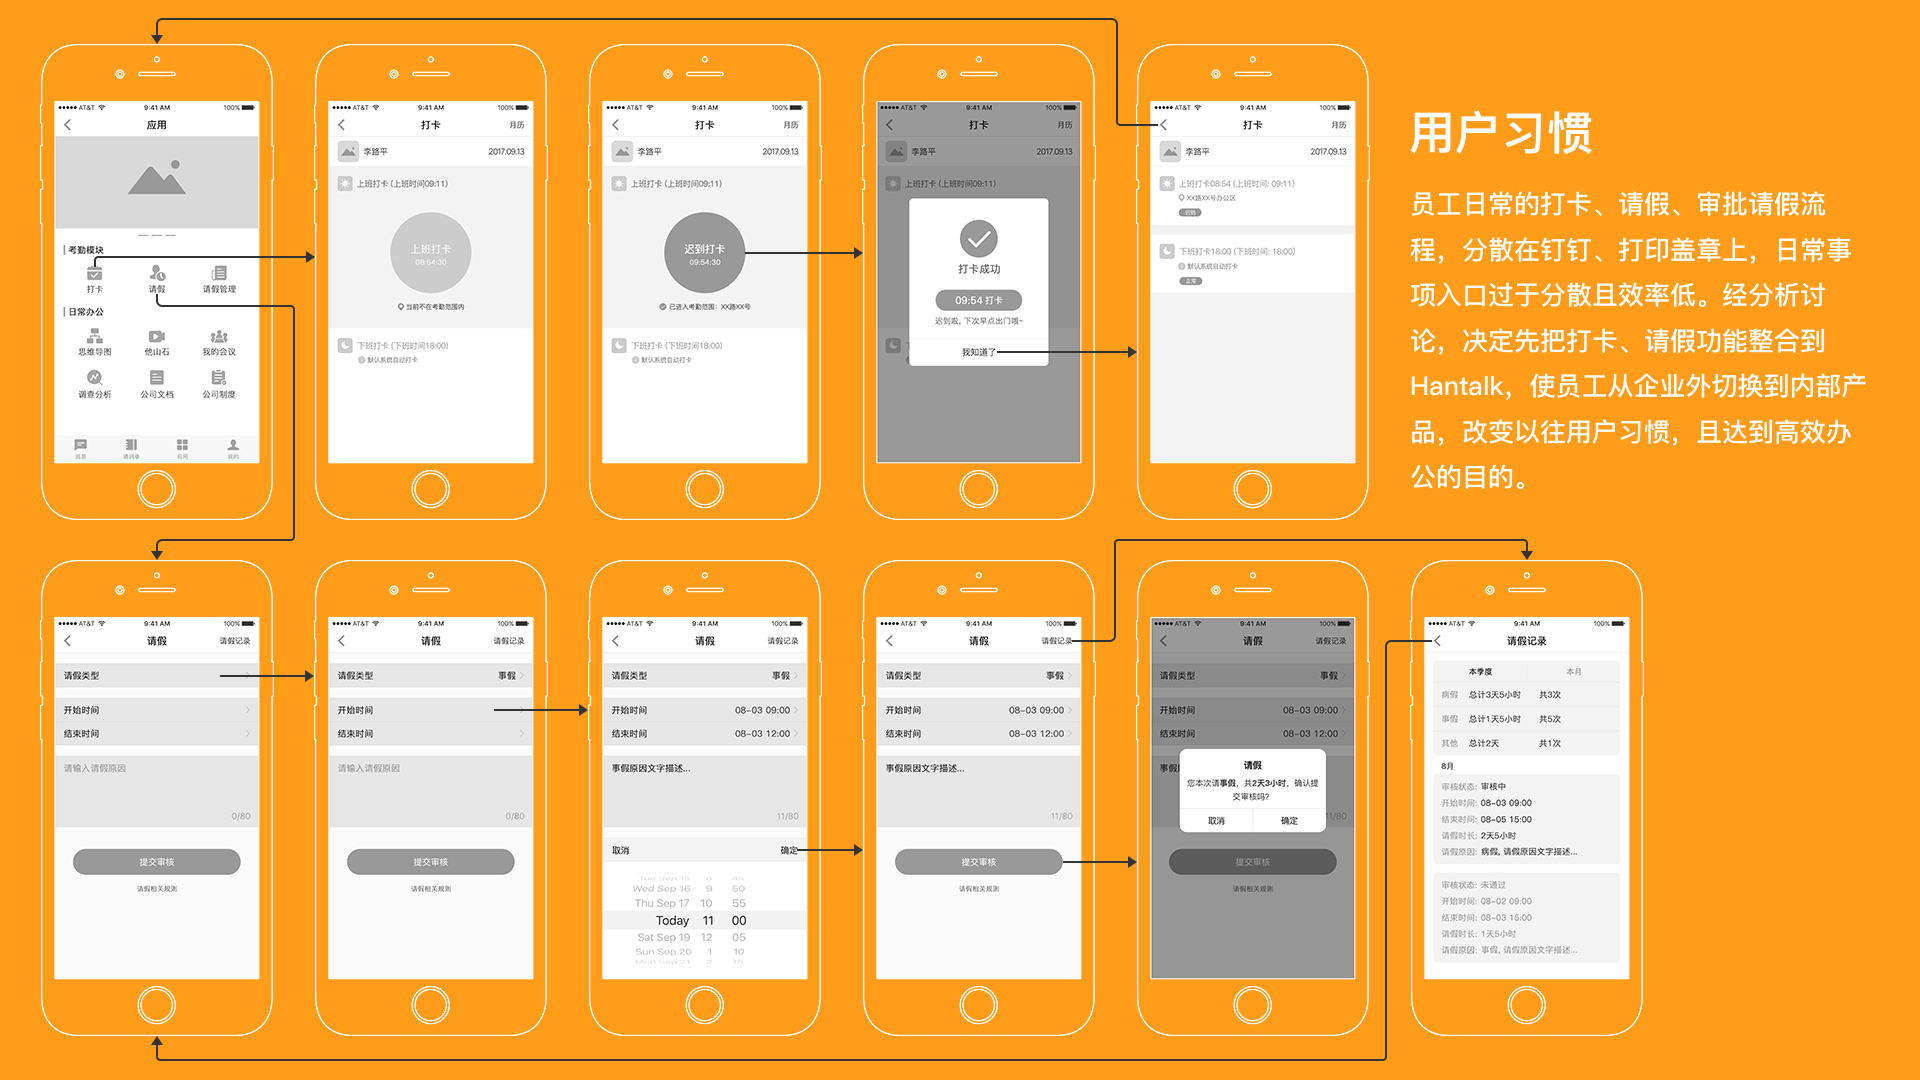 AT&T 9:41 AM 100%
应用
考勤模块
打卡 请假 请假管理
日常办公
思维导图 他山石 我的会议
调查分析 公司文档 公司制度
消息 通讯录 应用 我的
AT&T 9:41 AM 100%
打卡 月历
李路平 2017.09.13
上班打卡 (上班时间09:11)
上班打卡
09:54:30
当前不在考勤范围内
下班打卡 (下班时间18:00)
默认系统自动打卡
AT&T 9:41 AM 100%
打卡 月历
李路平 2017.09.13
上班打卡 (上班时间09:11)
迟到打卡
09:54:30
已进入考勤范围: XX路XX号
下班打卡 (下班时间18:00)
默认系统自动打卡
AT&T 9:41 AM 100%
打卡 月历
李路平 2017.09.13
上班打卡 (上班时间09:11)
打卡成功
09:54 打卡
迟到啦, 下次早点出门哦~
我知道了
AT&T 9:41 AM 100%
打卡 月历
李路平 2017.09.13
上班打卡08:54 (上班时间: 09:11)
XX路XX号办公区
迟到
下班打卡18:00 (下班时间: 18:00)
默认系统自动打卡
正常
用户习惯
员工日常的打卡、请假、审批请假流
程，分散在钉钉、打印盖章上，日常事
项入口过于分散且效率低。经分析讨
论，决定先把打卡、请假功能整合到
Hantalk，使员工从企业外切换到内部产
品，改变以往用户习惯，且达到高效办
公的目的。
AT&T 9:41 AM 100%
请假 请假记录
请假类型
开始时间
结束时间
请输入请假原因
0/80
提交审核
请假相关规则
AT&T 9:41 AM 100%
请假 请假记录
请假类型 事假
开始时间
结束时间
请输入请假原因
0/80
提交审核
请假相关规则
AT&T 9:41 AM 100%
请假 请假记录
请假类型 事假
开始时间 08-03 09:00
结束时间 08-03 12:00
事假原因文字描述...
11/80
取消 确定
Tue Sep 15 8 45
Wed Sep 16 9 50
Thu Sep 17 10 55
Today 11 00
Sat Sep 19 12 05
Sun Sep 20 1 10
Mon Sep 21 2 15
AT&T 9:41 AM 100%
请假 请假记录
请假类型 事假
开始时间 08-03 09:00
结束时间 08-03 12:00
事假原因文字描述...
11/80
提交审核
请假相关规则
AT&T 9:41 AM 100%
请假 请假记录
请假类型 事假
开始时间 08-03 09:00
结束时间 08-03 12:00
事假
请假
您本次请事假, 共2天3小时, 确认提
交审核吗?
取消 确定
11/80
提交审核
请假相关规则
AT&T 9:41 AM 100%
请假记录
本季度 本月
病假 总计3天5小时 共3次
事假 总计1天5小时 共5次
其他 总计2天 共1次
8月
审核状态: 审核中
开始时间: 08-03 09:00
结束时间: 08-05 15:00
请假时长: 2天5小时
请假原因: 病假, 请假原因文字描述...
审核状态: 未通过
开始时间: 08-02 09:00
结束时间: 08-03 15:00
请假时长: 1天5小时
请假原因: 事假, 请假原因文字描述...